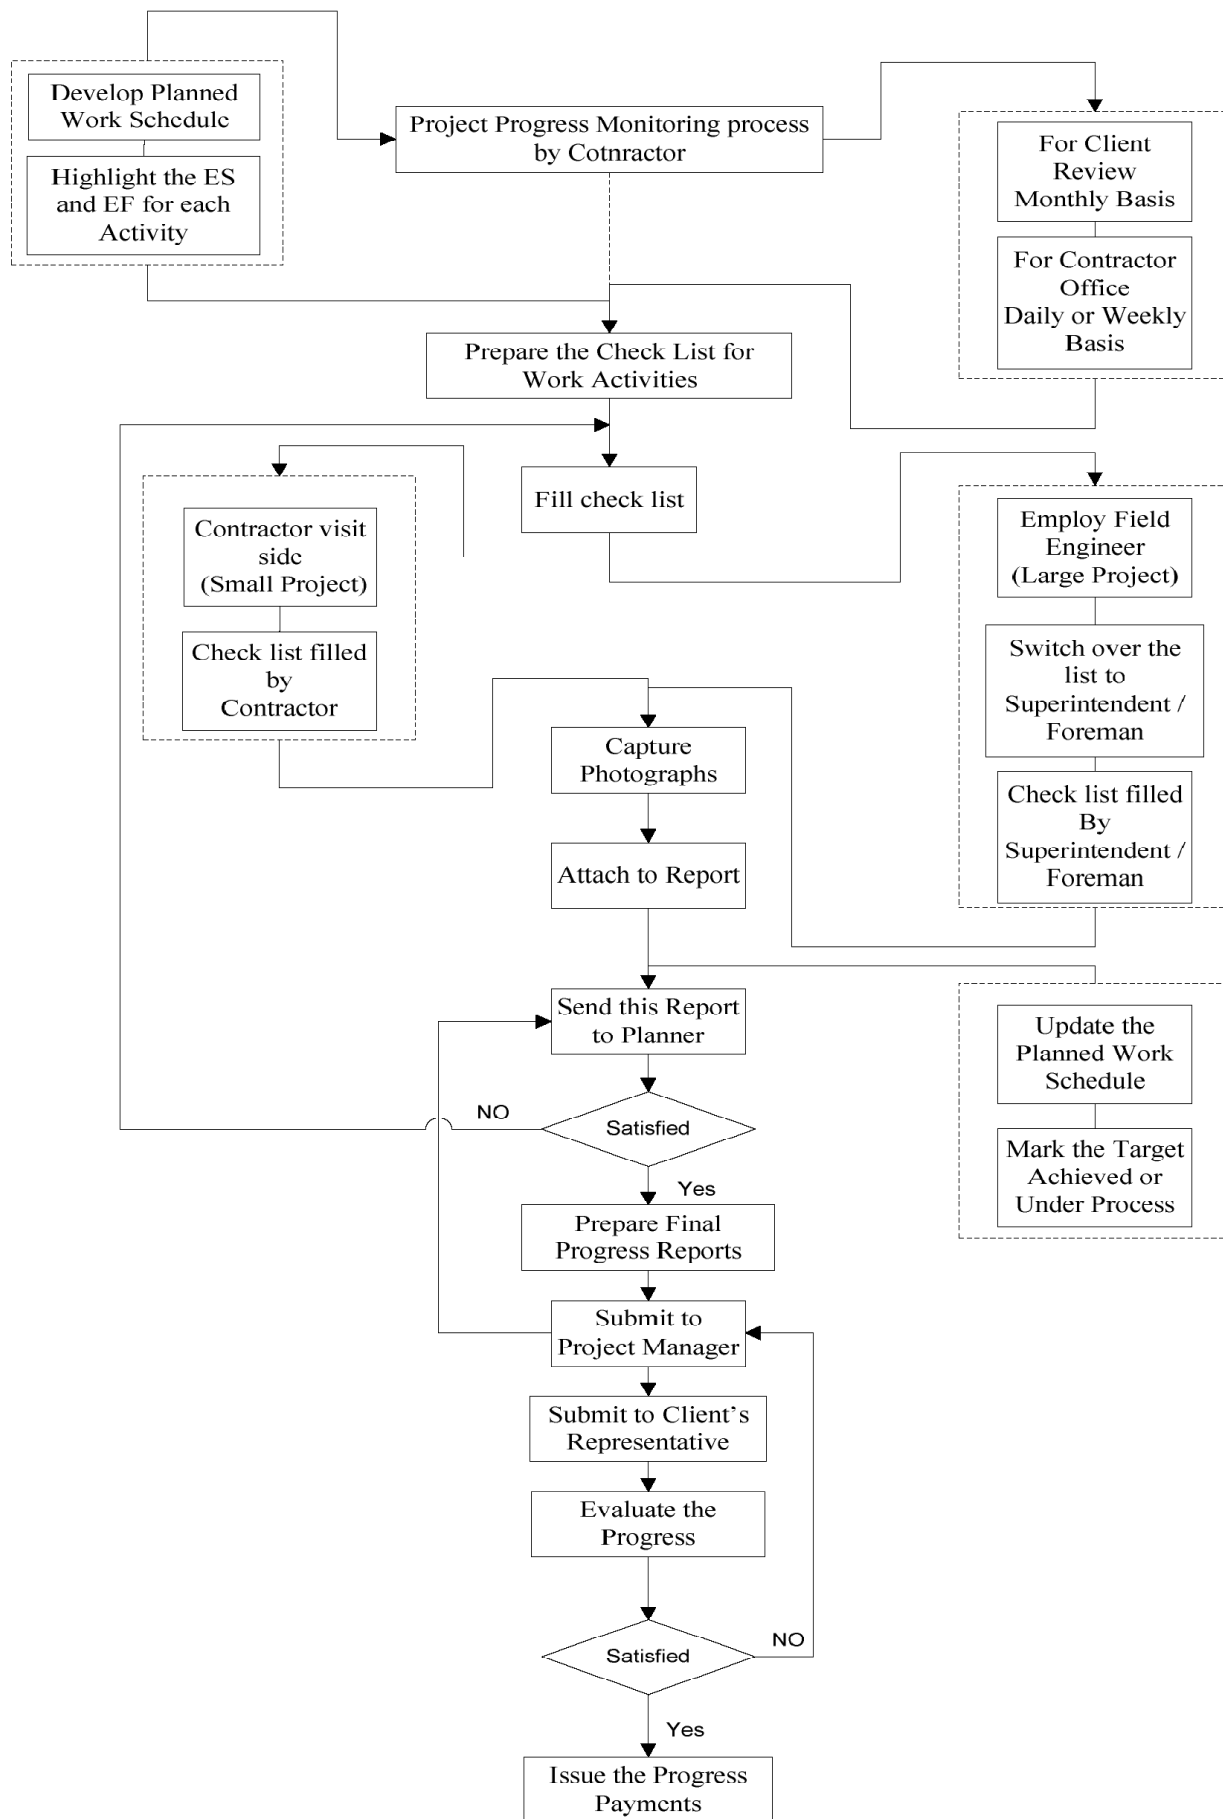 Develop Planned
Work Schedule
Highlight the ES
and EF for each
Activity
Project Progress Monitoring process
by Cotnractor
For Client
Review
Monthly Basis
For Contractor
Office
Daily or Weekly
Basis
Prepare the Check List for
Work Activities
Fill check list
Contractor visit
side
(Small Project)
Check list filled
by
Contractor
Employ Field
Engineer
(Large Project)
Switch over the
list to
Superintendent /
Foreman
Check list filled
By
Superintendent /
Foreman
Capture
Photographs
Attach to Report
Send this Report
to Planner
Update the
Planned Work
Schedule
Mark the Target
Achieved or
Under Process
NO
Satisfied
Yes
Prepare Final
Progress Reports
Submit to
Project Manager
Submit to Client's
Representative
Evaluate the
Progress
Satisfied
NO
Yes
Issue the Progress
Payments